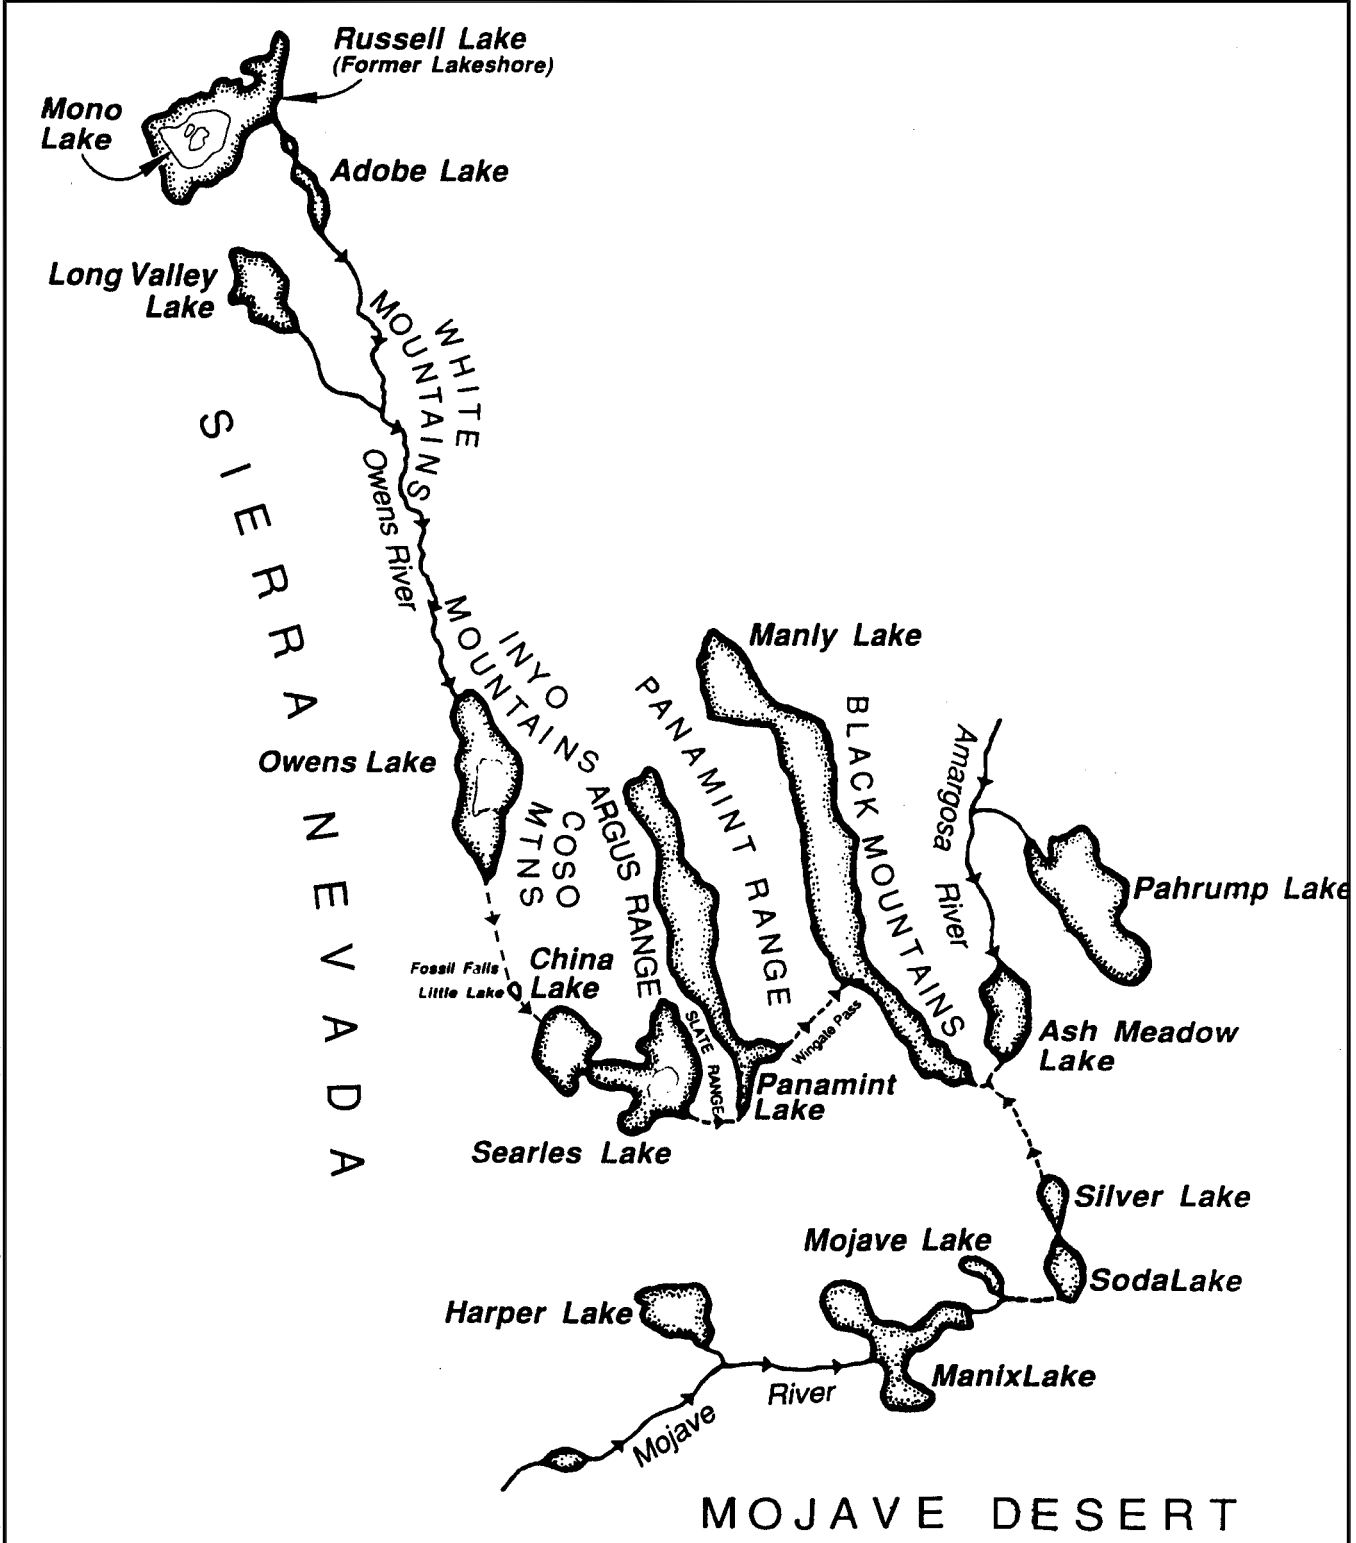 Russell Lake
(Former Lakeshore)
Mono
Lake
Adobe Lake
Long Valley
Lake
WHITE
MOUNTAINS
Owens River
SIERRA NEVADA
INYO
MOUNTAINS
Manly Lake
PANAMINT RANGE
BLACK MOUNTAINS
Amargosa River
Owens Lake
COSO
MTNS
ARGUS RANGE
Pahrump Lake
Fossil Falls
Little Lake
China
Lake
SLATE RANGE
Wingate Pass
Ash Meadow
Lake
Panamint
Lake
Searles Lake
Silver Lake
Mojave Lake
SodaLake
Harper Lake
ManixLake
Mojave River
MOJAVE DESERT